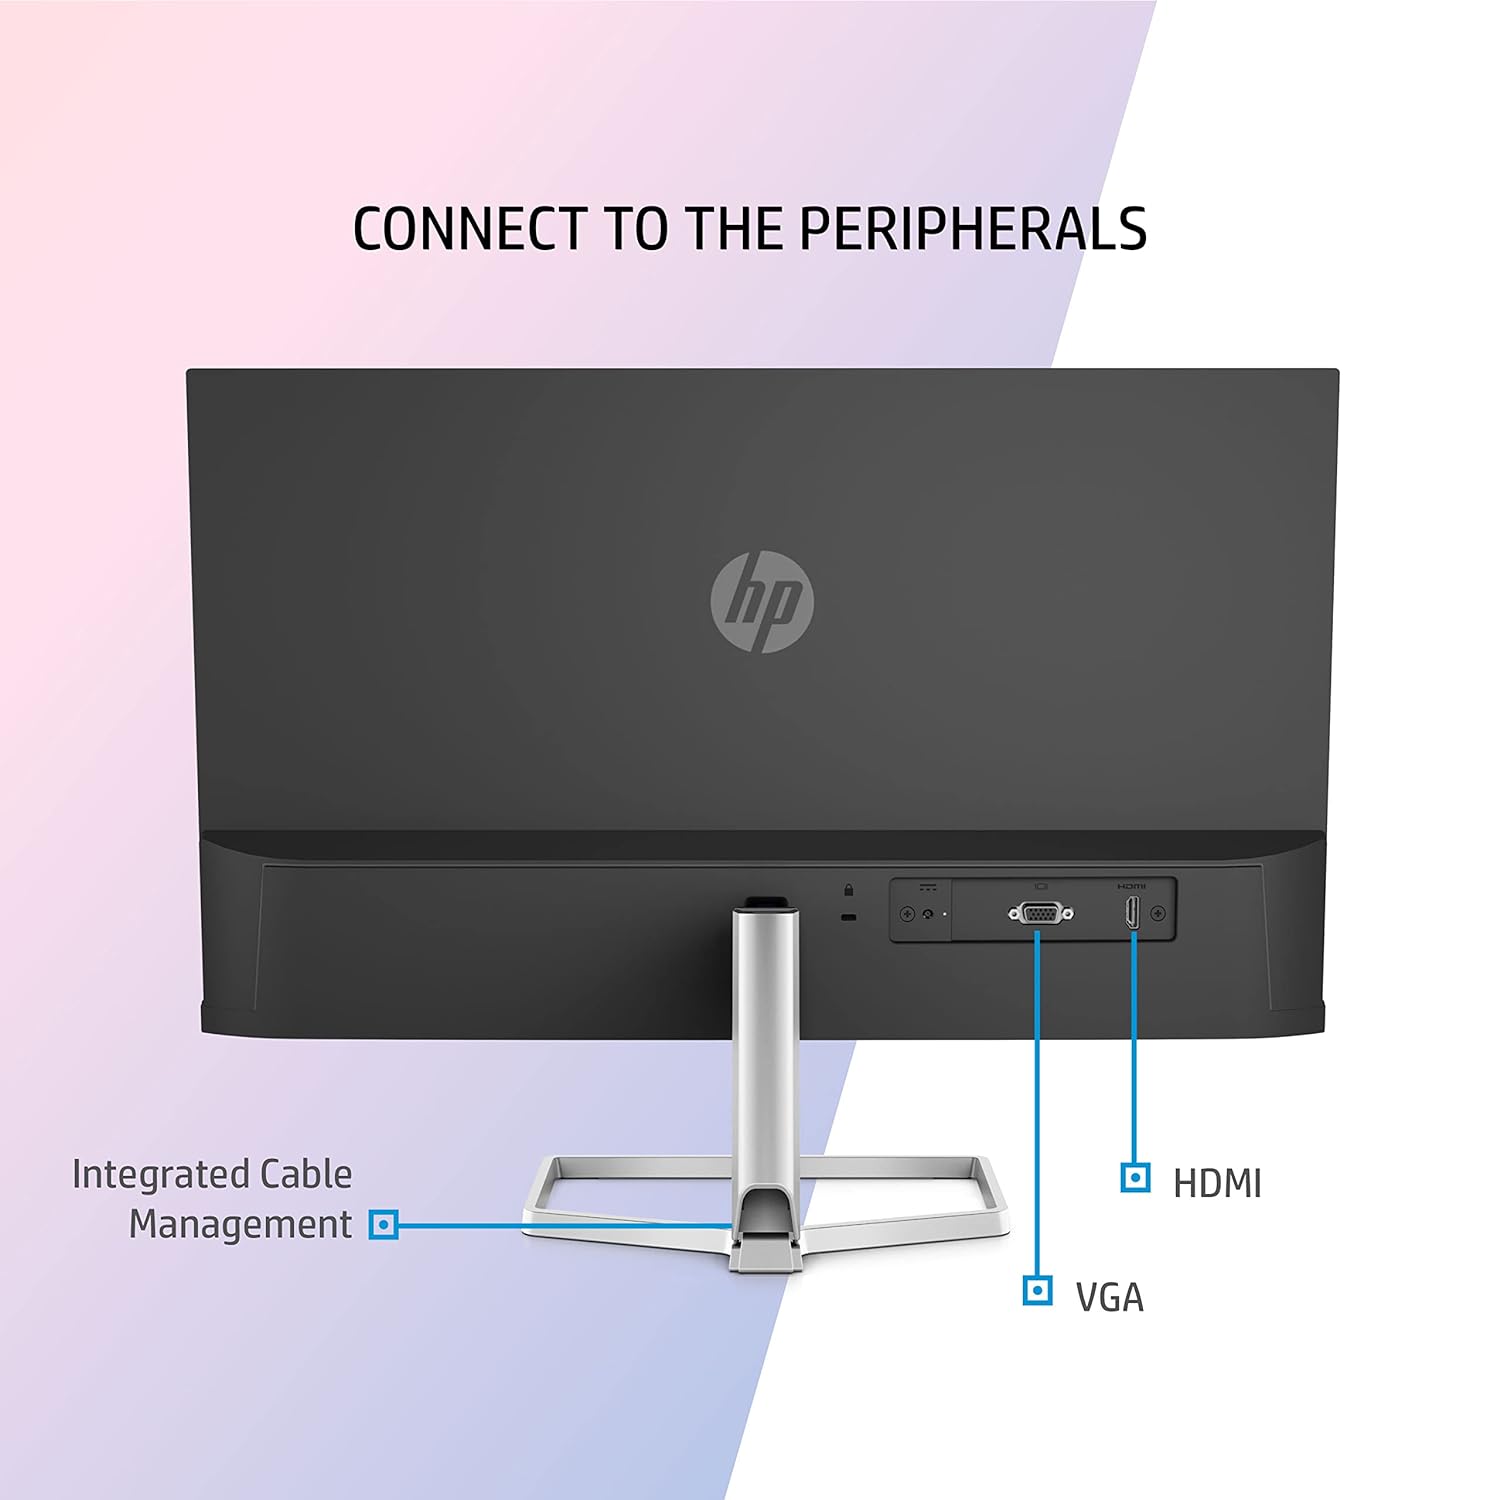 CONNECT TO THE PERIPHERALS
hp
HDMI
Integrated Cable
Management
HDMI
VGA